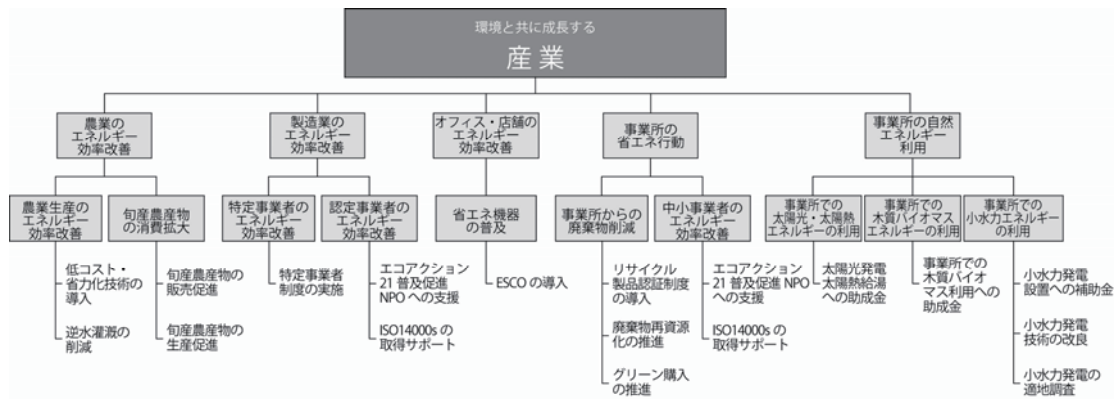 環境と共に成長する
産業
農業の
エネルギー
効率改善
製造業の
エネルギー
効率改善
オフィス・店舗の
エネルギー
効率改善
事業所の
省エネ行動
事業所の自然
エネルギー
利用
農業生産の
エネルギー
効率改善
旬産農産物
の消費拡大
特定事業者の
エネルギー
効率改善
認定事業者の
エネルギー
効率改善
省エネ機器
の普及
事業所からの
廃棄物削減
中小事業者の
エネルギー
効率改善
事業所での
太陽光・太陽熱
エネルギーの利用
事業所での
木質バイオマス
エネルギーの利用
事業所での
小水力エネルギー
の利用
低コスト・
省力化技術の
導入
逆水灌漑の
削減
旬産農産物の
販売促進
旬産農産物の
生産促進
特定事業者
制度の実施
エコアクション
21 普及促進
NPO への支援
ISO14000s の
取得サポート
ESCO の導入
リサイクル
製品認証制度
の導入
廃棄物再資源
化の推進
グリーン購入
の推進
エコアクション
21 普及促進 NPO
への支援
ISO14000s の
取得サポート
太陽光発電
太陽熱給湯
への助成金
事業所での
木質バイオ
マス利用への
助成金
小水力発電
設置への補助金
小水力発電
技術の改良
小水力発電の
適地調査